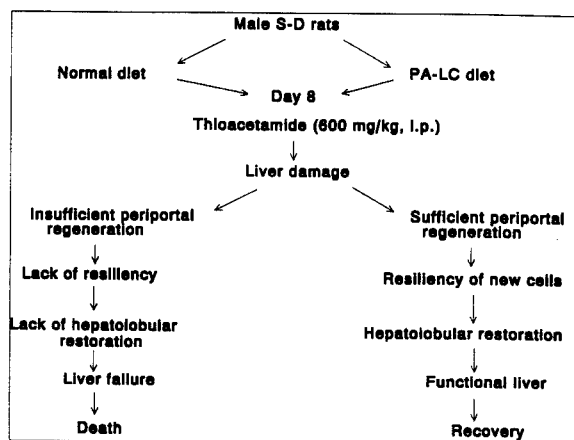 Male S-D rats
Normal diet
PA-LC diet
Day 8
Thioacetamide (600 mg/kg, i.p.)
Liver damage
Insufficient periportal
regeneration
Lack of resiliency
Lack of hepatolobular
restoration
Liver failure
Death
Sufficient periportal
regeneration
Resiliency of new cells
Hepatolobular restoration
Functional liver
Recovery